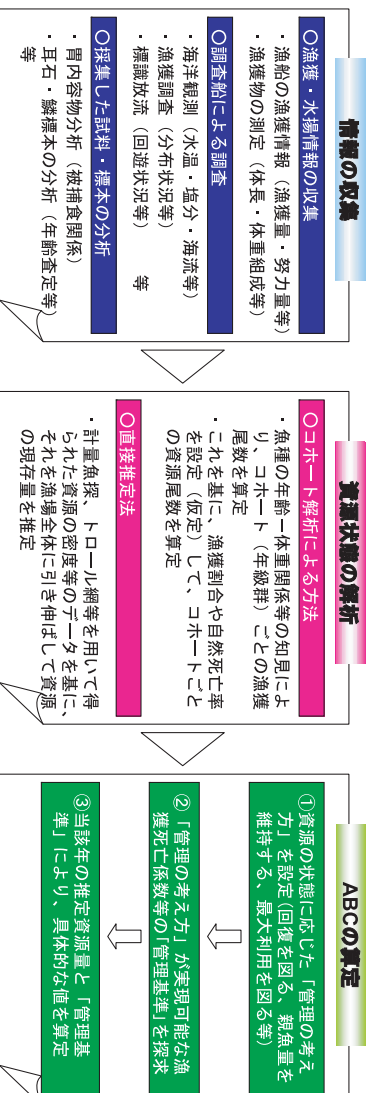 情報の収集
〇漁獲・水揚情報の収集
・漁船の漁獲情報（漁獲量・努力量等）
・漁獲物の測定（体長・体重組成等）
〇調査船による調査
・海洋観測（水温・塩分・海流等）
・漁獲調査（分布状況等）
・標識放流（回遊状況等）　等
〇採集した試料・標本の分析
・胃内容物分析（被捕食関係）
・耳石・鱗標本の分析（年齢査定等）
等
資源状態の解析
〇コホート解析による方法
・魚種の年齢－体重関係等の知見によ
り、コホート（年級群）ごとの漁獲
尾数を算定
・これを基に、漁獲割合や自然死亡率
を設定（仮定）して、コホートごと
の資源尾数を算定
〇直接推定法
・計量魚探、トロール網等を用いて得
られた資源の密度等のデータを基に、
それを漁場全体に引き伸ばして資源
の現存量を推定
ABCの算定
①資源の状態に応じた「管理の考え
方」を設定（回復を図る、親魚量を
維持する、最大利用を図る等）
②「管理の考え方」が実現可能な漁
獲死亡係数等の「管理基準」を探求
③当該年の推定資源量と「管理基
準」により、具体的な値を算定